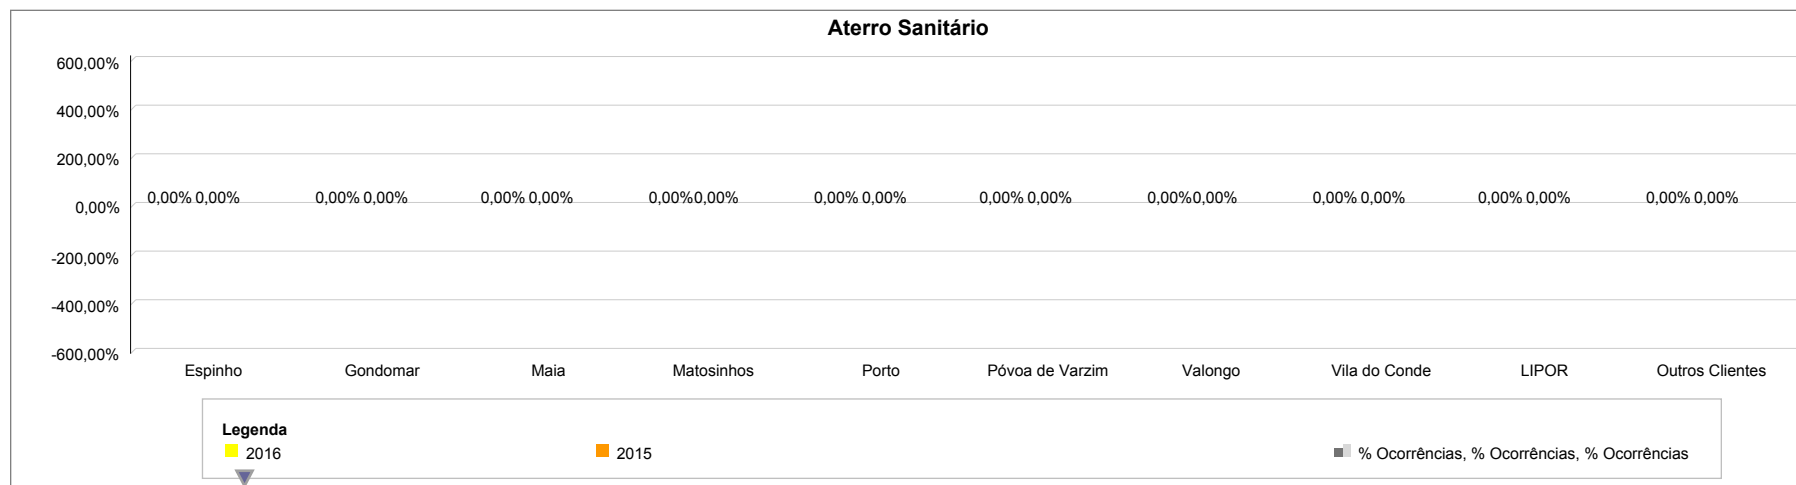 Aterro Sanitário
600,00%
400,00%
200,00%
0,00%
-200,00%
-400,00%
-600,00%
0,00% 0,00% 0,00% 0,00% 0,00% 0,00% 0,00%0,00% 0,00% 0,00% 0,00% 0,00% 0,00%0,00% 0,00% 0,00% 0,00% 0,00% 0,00% 0,00%
Espinho Gondomar Maia Matosinhos Porto Póvoa de Varzim Valongo Vila do Conde LIPOR Outros Clientes
Legenda
2016 2015 % Ocorrências, % Ocorrências, % Ocorrências